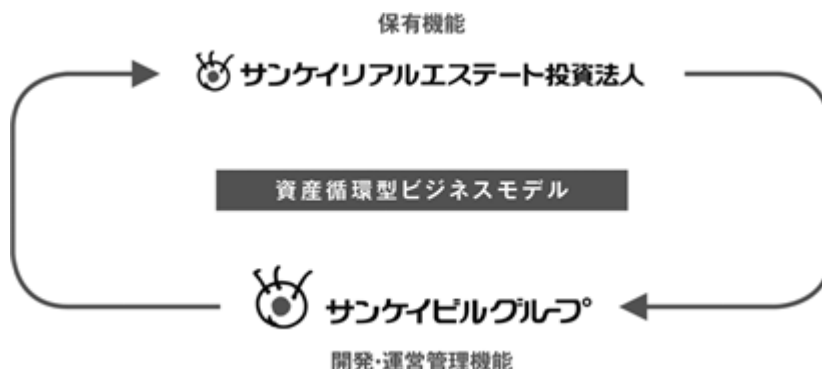 保有機能
サンケイリアルエステート投資法人
資産循環型ビジネスモデル
サンケイビルグループ
開発・運営管理機能